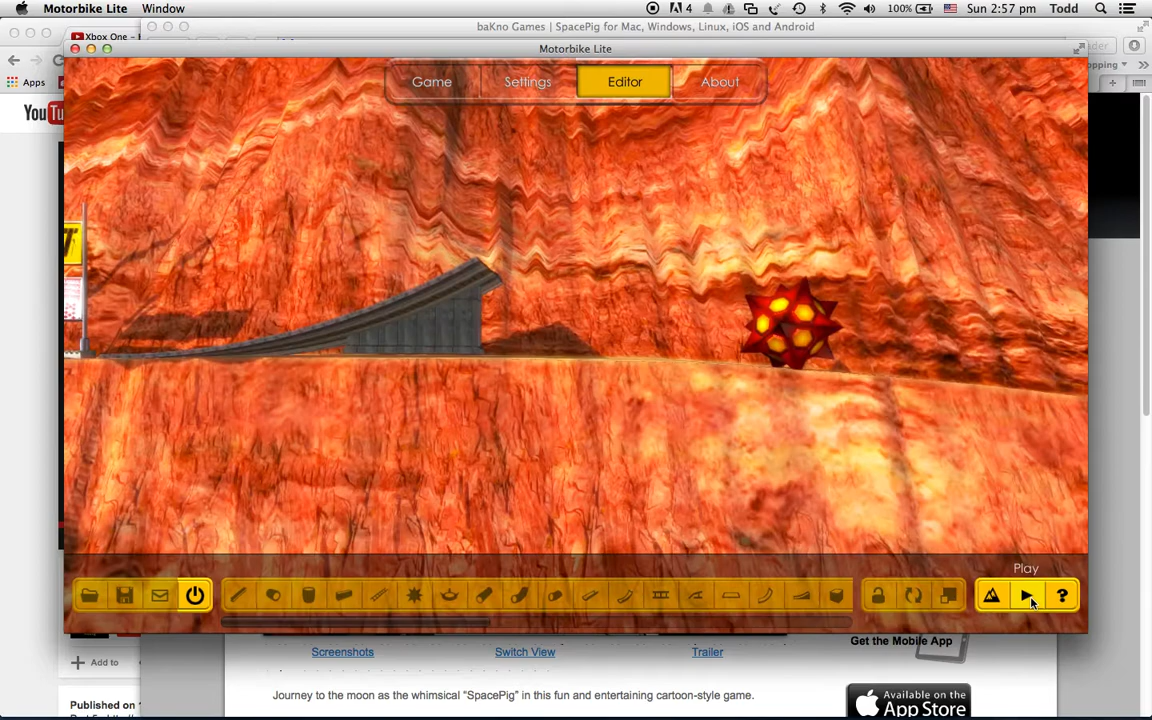 Motorbike Lite Window 4 100% Sun 2:57 pm Todd
baKno Games | SpacePig for Mac, Windows, Linux, iOS and Android
Xbox One –
Motorbike Lite
Apps
You
Game Settings Editor About
Play
?
Screenshots Switch View Trailer
Get the Mobile App
Add to
Journey to the moon as the whimsical "SpacePig" in this fun and entertaining cartoon-style game.
Available on the
App Store
Published on